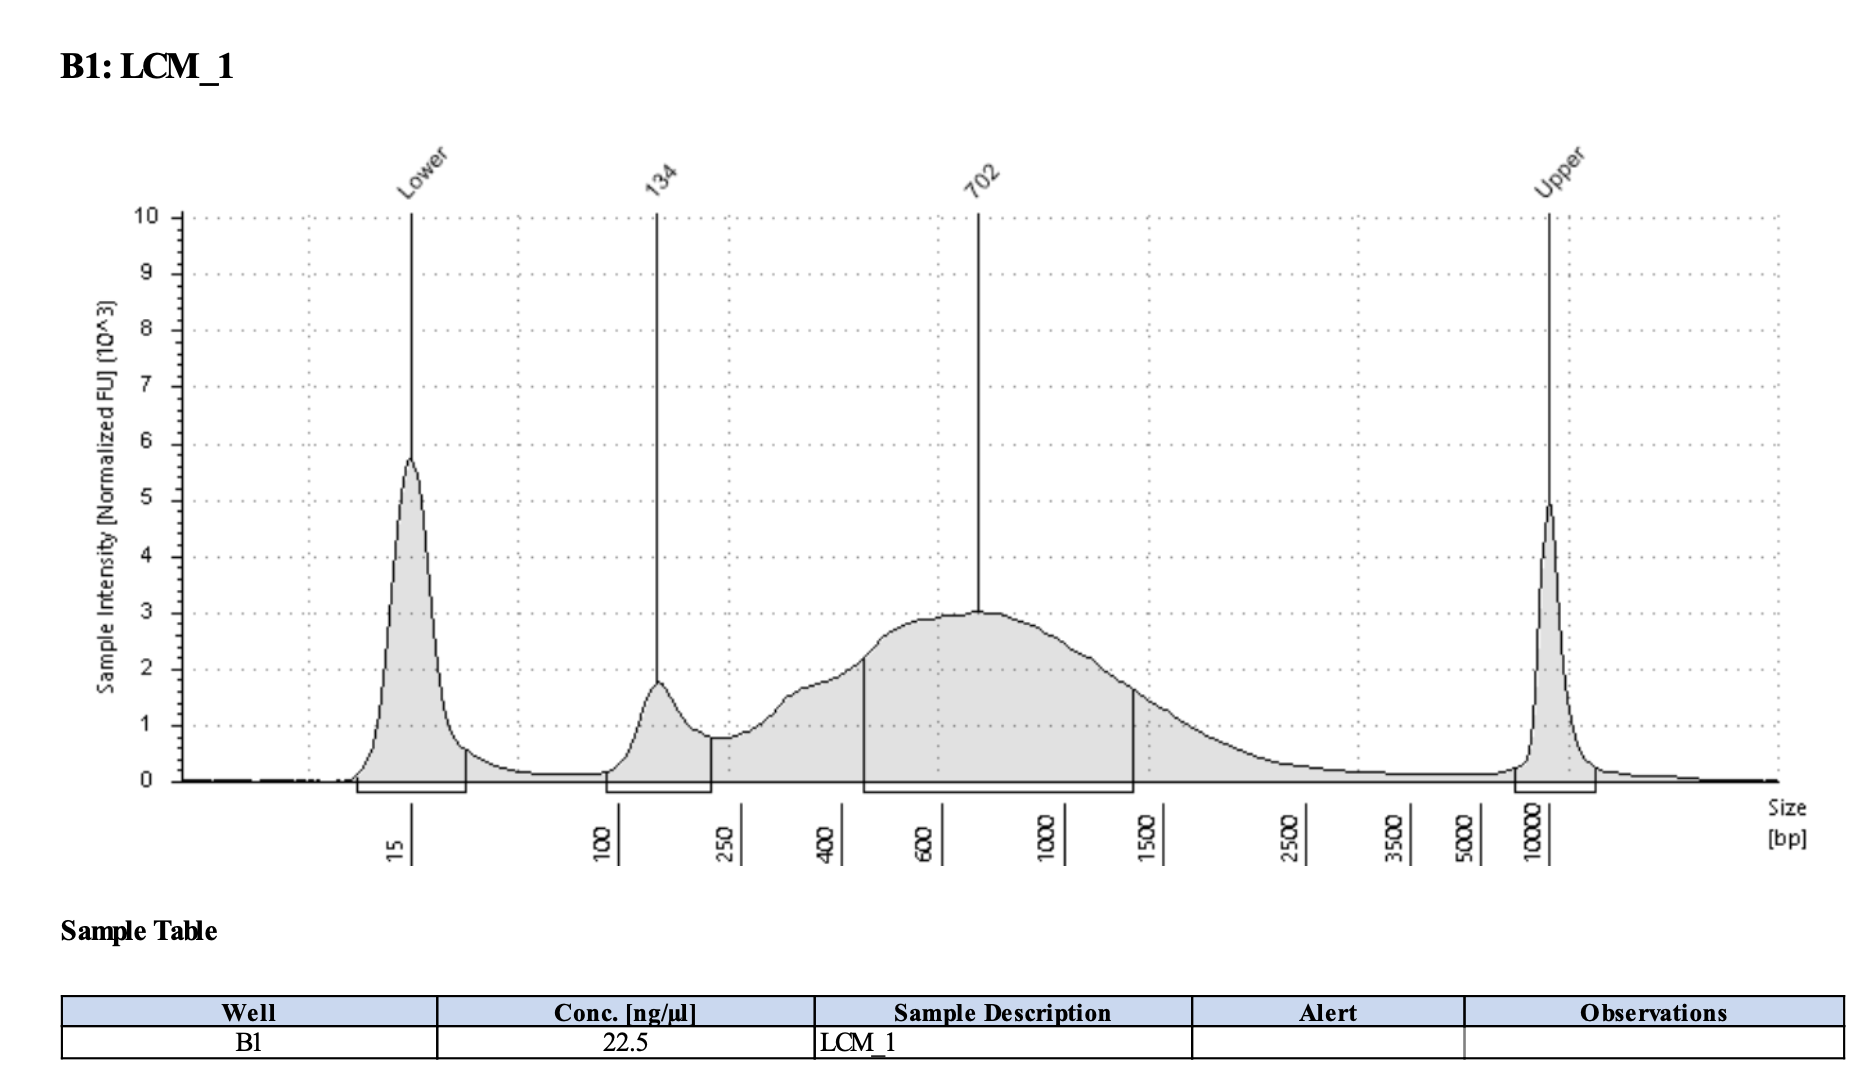 B1: LCM_1
Lower
134
702
Upper
Sample Intensity [Normalized FU] (10^3)
10
9
8
7
6
5
4
3
2
1
0
15
100
250
400
600
1000
1500
2500
3500
5000
10000
Size
[bp]
Sample Table
Well Conc. [ng/µl] Sample Description Alert Observations
B1 22.5 LCM_1